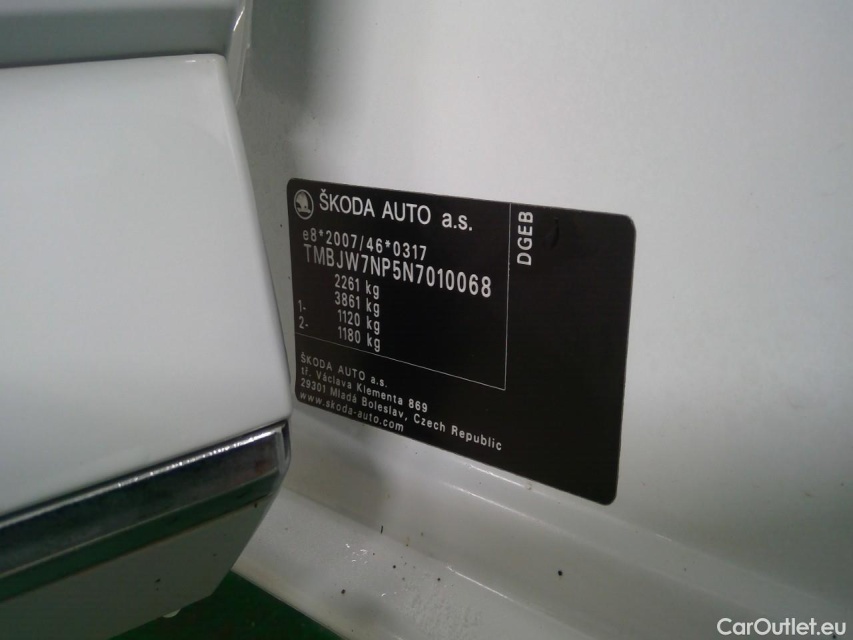 ŠKODA AUTO a.s.
DGEB
e8*2007/46*0317
TMBJW7NP5N7010068
2261 kg
3861 kg
1- 1120 kg
2- 1180 kg
ŠKODA AUTO a.s.
tř. Václava Klementa 869
29301 Mladá Boleslav, Czech Republic
www.skoda-auto.com
CarOutlet.eu